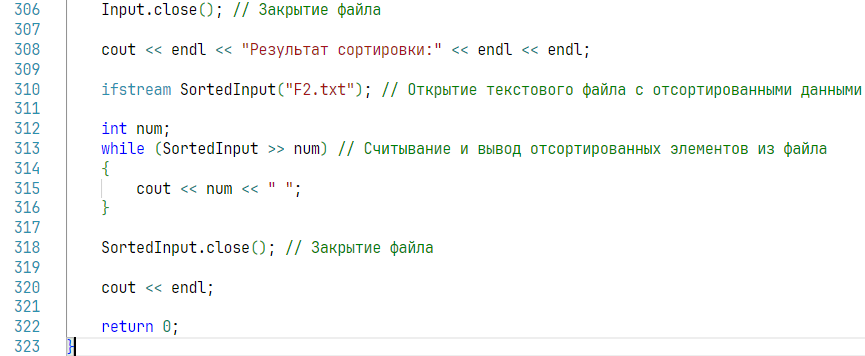 306 Input.close(); // Закрытие файла
307
308 cout << endl << "Результат сортировки:" << endl << endl;
309
310 ifstream SortedInput("F2.txt"); // Открытие текстового файла с отсортированными данными
311
312 int num;
313 while (SortedInput >> num) // Считывание и вывод отсортированных элементов из файла
314 {
315 cout << num << " ";
316 }
317
318 SortedInput.close(); // Закрытие файла
319
320 cout << endl;
321
322 return 0;
323 }